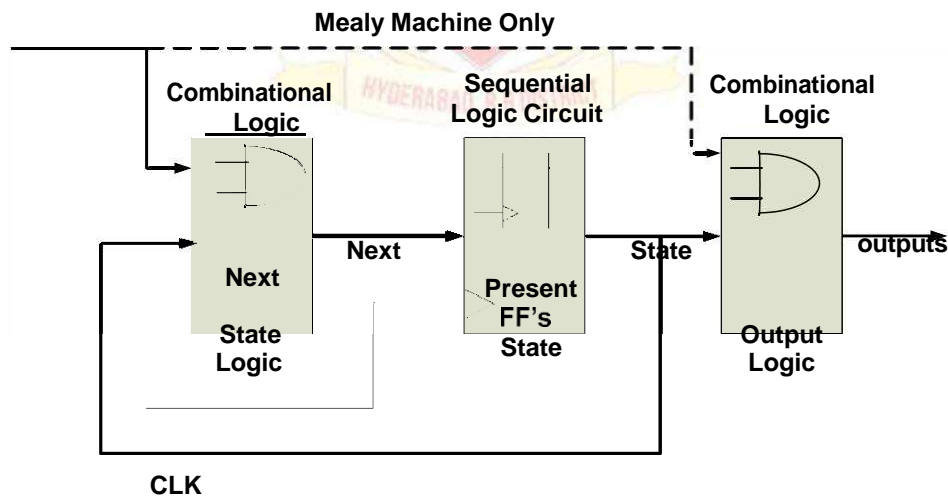 Mealy Machine Only
Combinational
Logic
Sequential
Logic Circuit
Combinational
Logic
HYDERABAD
Next
State
outputs
Next
State
Logic
Present
FF’s
State
Output
Logic
CLK